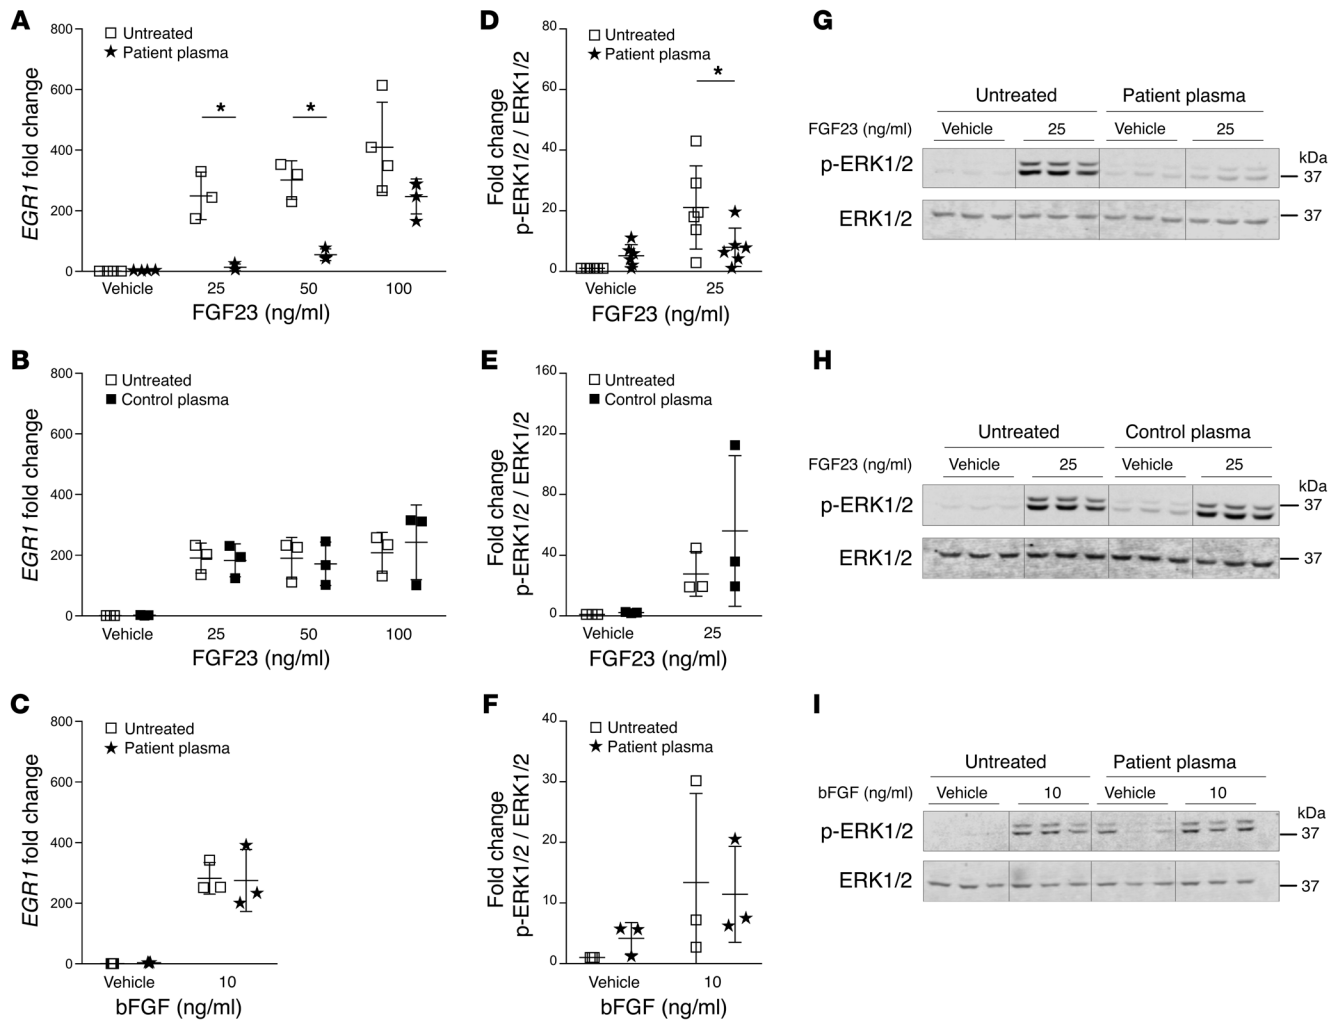 A
800
600
400
200
0
EGR1 fold change
Untreated
Patient plasma
*
*
Vehicle
25
50
100
FGF23 (ng/ml)
D
80
60
40
20
0
Fold change
p-ERK1/2 / ERK1/2
Untreated
Patient plasma
*
Vehicle
25
FGF23 (ng/ml)
G
Untreated
Patient plasma
FGF23 (ng/ml)
Vehicle
25
Vehicle
25
kDa
p-ERK1/2
37
ERK1/2
37
B
800
600
400
200
0
EGR1 fold change
Untreated
Control plasma
Vehicle
25
50
100
FGF23 (ng/ml)
E
160
120
80
40
0
Fold change
p-ERK1/2 / ERK1/2
Untreated
Control plasma
Vehicle
25
FGF23 (ng/ml)
H
Untreated
Control plasma
FGF23 (ng/ml)
Vehicle
25
Vehicle
25
kDa
p-ERK1/2
37
ERK1/2
37
C
800
600
400
200
0
EGR1 fold change
Untreated
Patient plasma
Vehicle
10
bFGF (ng/ml)
F
40
30
20
10
0
Fold change
p-ERK1/2 / ERK1/2
Untreated
Patient plasma
Vehicle
10
bFGF (ng/ml)
I
Untreated
Patient plasma
bFGF (ng/ml)
Vehicle
10
Vehicle
10
kDa
p-ERK1/2
37
ERK1/2
37